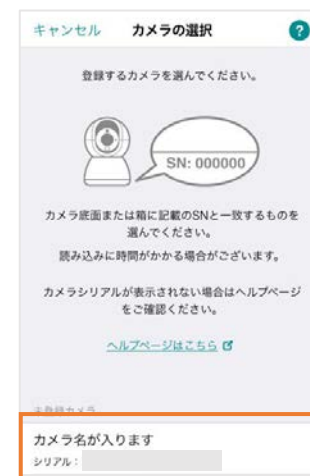 キャンセル カメラの選択 ?
登録するカメラを選んでください。
SN: 000000
カメラ底面または箱に記載のSNと一致するものを
選んでください。
読み込みに時間がかかる場合がございます。
カメラシリアルが表示されない場合はヘルプページ
をご確認ください。
ヘルプページはこちら
未登録カメラ
カメラ名が入ります
シリアル：